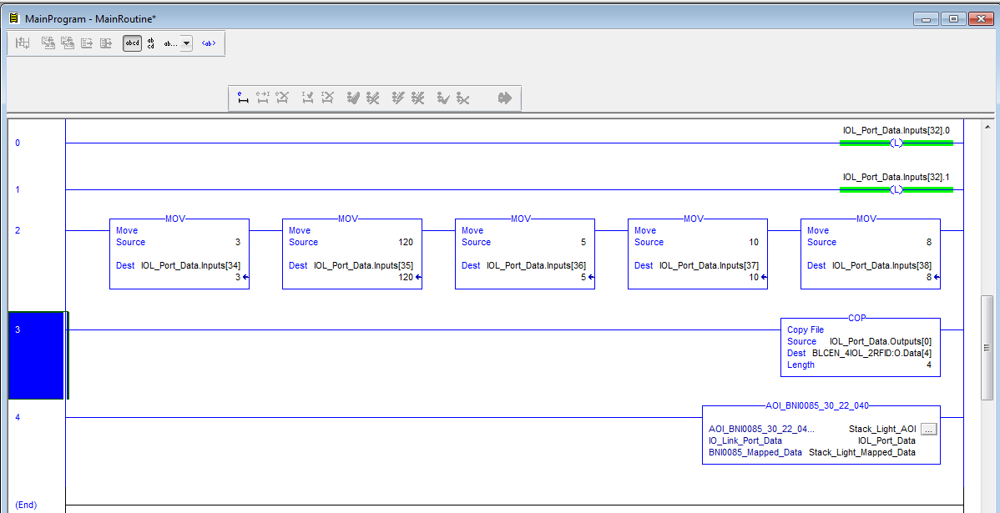 MainProgram - MainRoutine*
abcd
ab
cd
ab...
<ab>
e
e
I
e
I
I
IOL_Port_Data.Inputs[32].0
0
L
IOL_Port_Data.Inputs[32].1
1
L
2
MOV
Move
Source 3
Dest IOL_Port_Data.Inputs[34]
3
MOV
Move
Source 120
Dest IOL_Port_Data.Inputs[35]
120
MOV
Move
Source 5
Dest IOL_Port_Data.Inputs[36]
5
MOV
Move
Source 10
Dest IOL_Port_Data.Inputs[37]
10
MOV
Move
Source 8
Dest IOL_Port_Data.Inputs[38]
8
3
COP
Copy File
Source IOL_Port_Data.Outputs[0]
Dest BLCEN_4IOL_2RFID:O.Data[4]
Length 4
4
AOI_BNI0085_30_22_040
AOI_BNI0085_30_22_04... Stack_Light_AOI ...
IO_Link_Port_Data IOL_Port_Data
BNI0085_Mapped_Data Stack_Light_Mapped_Data
(End)